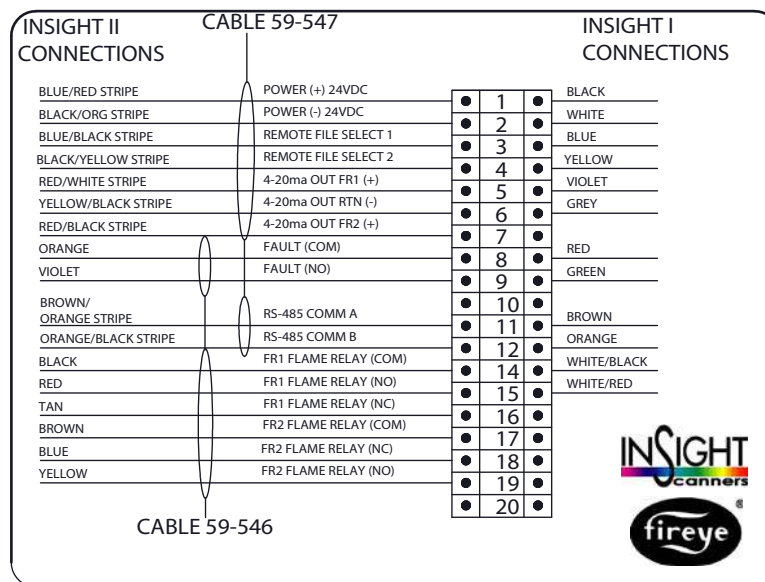 INSIGHT II
CONNECTIONS
CABLE 59-547
INSIGHT I
CONNECTIONS
BLUE/RED STRIPE POWER (+) 24VDC 1 BLACK
BLACK/ORG STRIPE POWER (-) 24VDC 2 WHITE
BLUE/BLACK STRIPE REMOTE FILE SELECT 1 3 BLUE
BLACK/YELLOW STRIPE REMOTE FILE SELECT 2 4 YELLOW
RED/WHITE STRIPE 4-20ma OUT FR1 (+) 5 VIOLET
YELLOW/BLACK STRIPE 4-20ma OUT RTN (-) 6 GREY
RED/BLACK STRIPE 4-20ma OUT FR2 (+) 7
ORANGE FAULT (COM) 8 RED
VIOLET FAULT (NO) 9 GREEN
10
BROWN/
ORANGE STRIPE RS-485 COMM A 11 BROWN
ORANGE/BLACK STRIPE RS-485 COMM B 12 ORANGE
BLACK FR1 FLAME RELAY (COM) 14 WHITE/BLACK
RED FR1 FLAME RELAY (NO) 15 WHITE/RED
TAN FR1 FLAME RELAY (NC) 16
BROWN FR2 FLAME RELAY (COM) 17
BLUE FR2 FLAME RELAY (NC) 18
YELLOW FR2 FLAME RELAY (NO) 19
20
CABLE 59-546
INSIGHT
scanners
fireye ®